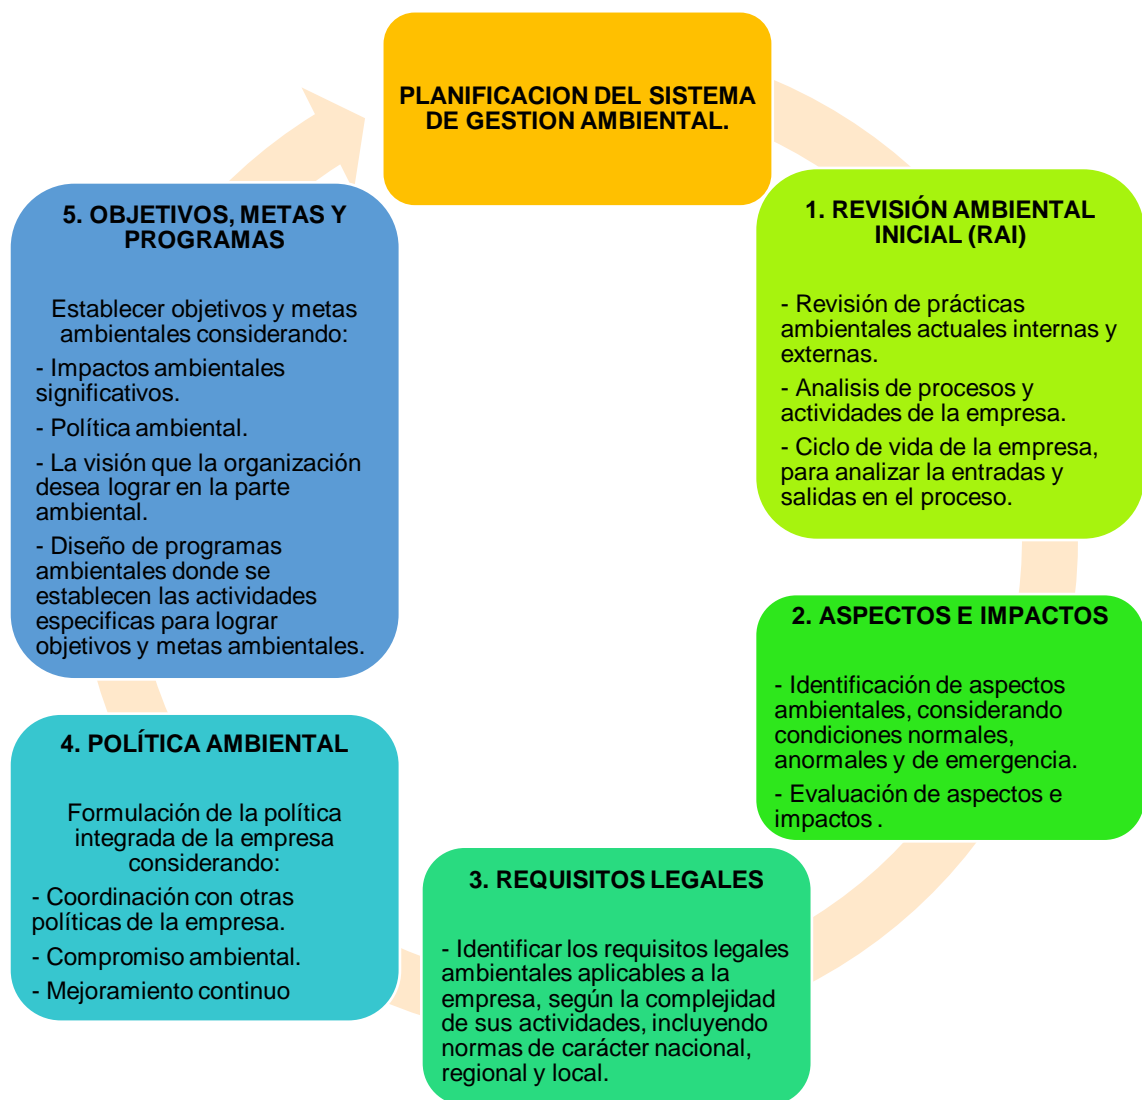 PLANIFICACION DEL SISTEMA
DE GESTION AMBIENTAL.
1. REVISIÓN AMBIENTAL
INICIAL (RAI)
- Revisión de prácticas
ambientales actuales internas y
externas.
- Analisis de procesos y
actividades de la empresa.
- Ciclo de vida de la empresa,
para analizar la entradas y
salidas en el proceso.
2. ASPECTOS E IMPACTOS
- Identificación de aspectos
ambientales, considerando
condiciones normales,
anormales y de emergencia.
- Evaluación de aspectos e
impactos .
3. REQUISITOS LEGALES
- Identificar los requisitos legales
ambientales aplicables a la
empresa, según la complejidad
de sus actividades, incluyendo
normas de carácter nacional,
regional y local.
4. POLÍTICA AMBIENTAL
Formulación de la política
integrada de la empresa
considerando:
- Coordinación con otras
políticas de la empresa.
- Compromiso ambiental.
- Mejoramiento continuo
5. OBJETIVOS, METAS Y
PROGRAMAS
Establecer objetivos y metas
ambientales considerando:
- Impactos ambientales
significativos.
- Política ambiental.
- La visión que la organización
desea lograr en la parte
ambiental.
- Diseño de programas
ambientales donde se
establecen las actividades
especificas para lograr
objetivos y metas ambientales.